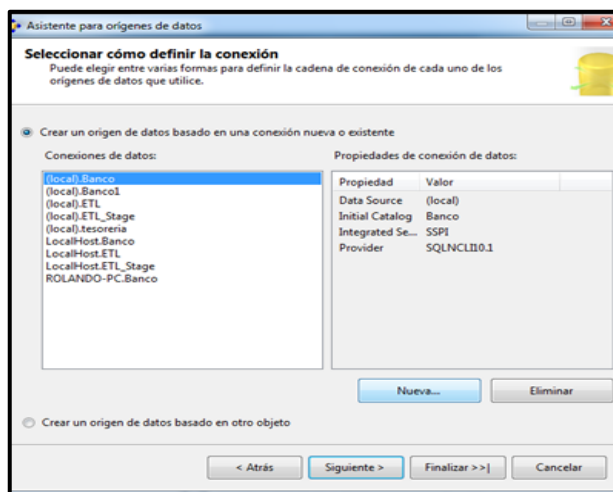 Asistente para orígenes de datos
Seleccionar cómo definir la conexión
Puede elegir entre varias formas para definir la cadena de conexión de cada uno de los
orígenes de datos que utilice.
Crear un origen de datos basado en una conexión nueva o existente
Conexiones de datos:
(local).Banco
(local).Banco1
(local).ETL
(local).ETL_Stage
(local).tesoreria
LocalHost.Banco
LocalHost.ETL
LocalHost.ETL_Stage
ROLANDO-PC.Banco
Propiedades de conexión de datos:
Propiedad Valor
Data Source (local)
Initial Catalog Banco
Integrated Se... SSPI
Provider SQLNCLI10.1
Nueva... Eliminar
Crear un origen de datos basado en otro objeto
< Atrás Siguiente > Finalizar >>| Cancelar